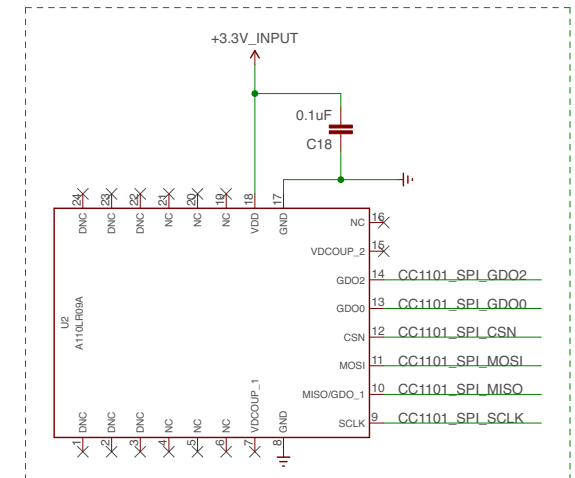 +3.3V_INPUT
0.1uF
C18
24 23 22 21 20 19 18 17
DNC DNC DNC NC NC NC VDD GND
NC 16
VDCOUP_2 15
GDO2 14 CC1101_SPI_GDO2
GDO0 13 CC1101_SPI_GDO0
CSN 12 CC1101_SPI_CSN
MOSI 11 CC1101_SPI_MOSI
MISO/GDO_1 10 CC1101_SPI_MISO
SCLK 9 CC1101_SPI_SCLK
U2
A110LR09A
DNC DNC DNC NC NC NC VDCOUP_1 GND
1 2 3 4 5 6 7 8